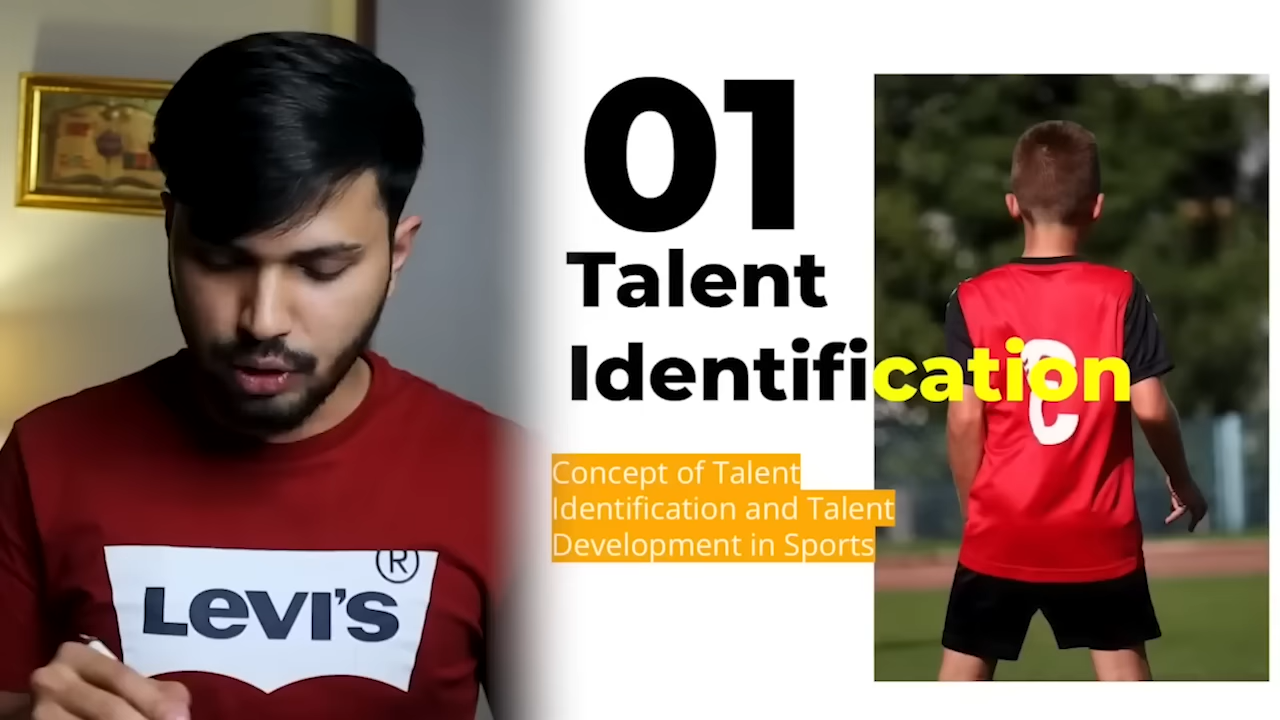 01
Talent
Identification
Concept of Talent
Identification and Talent
Development in Sports
LEVI'S
®